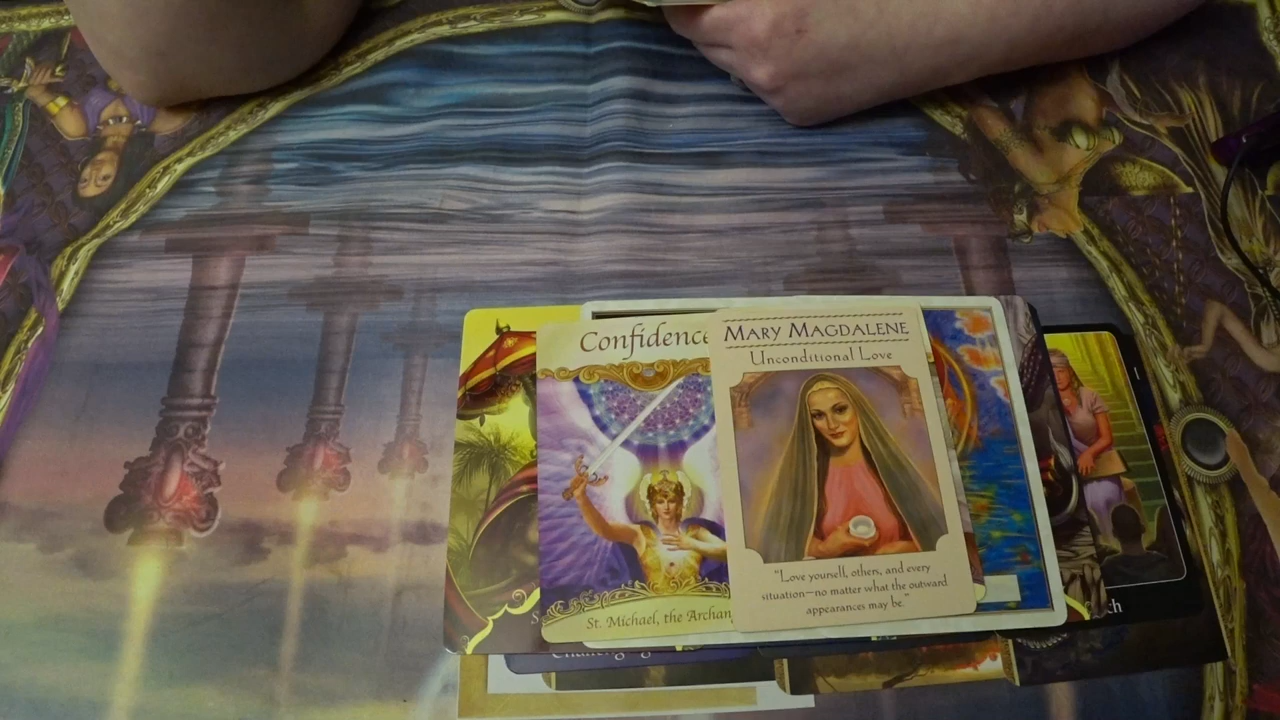 Confidence
MARY MAGDALENE
Unconditional Love
"Love yourself, others, and every
situation—no matter what the outward
appearances may be."
St. Michael, the Archan